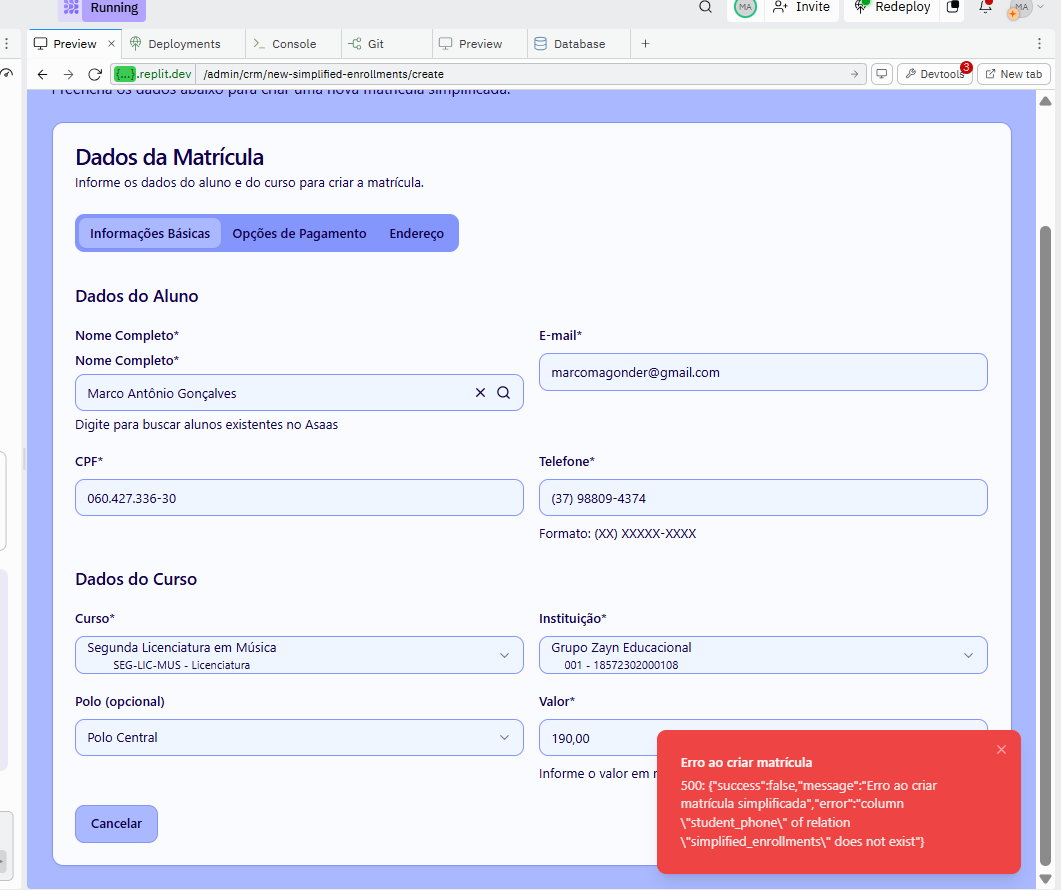 Running
MA
Invite
Redeploy
MA
Preview
Deployments
Console
Git
Preview
Database
{...}.replit.dev
/admin/crm/new-simplified-enrollments/create
Devtools
3
New tab
Preencha os dados abaixo para criar uma nova matrícula simplificada.
Dados da Matrícula
Informe os dados do aluno e do curso para criar a matrícula.
Informações Básicas
Opções de Pagamento
Endereço
Dados do Aluno
Nome Completo*
E-mail*
Nome Completo*
marcomagonder@gmail.com
Marco Antônio Gonçalves
Digite para buscar alunos existentes no Asaas
CPF*
Telefone*
060.427.336-30
(37) 98809-4374
Formato: (XX) XXXXX-XXXX
Dados do Curso
Curso*
Instituição*
Segunda Licenciatura em Música
SEG-LIC-MUS - Licenciatura
Grupo Zayn Educacional
001 - 18572302000108
Polo (opcional)
Valor*
Polo Central
190,00
Informe o valor em
Cancelar
Erro ao criar matrícula
500: {"success":false,"message":"Erro ao criar
matrícula simplificada","error":"column
\"student_phone\" of relation
\"simplified_enrollments\" does not exist"}